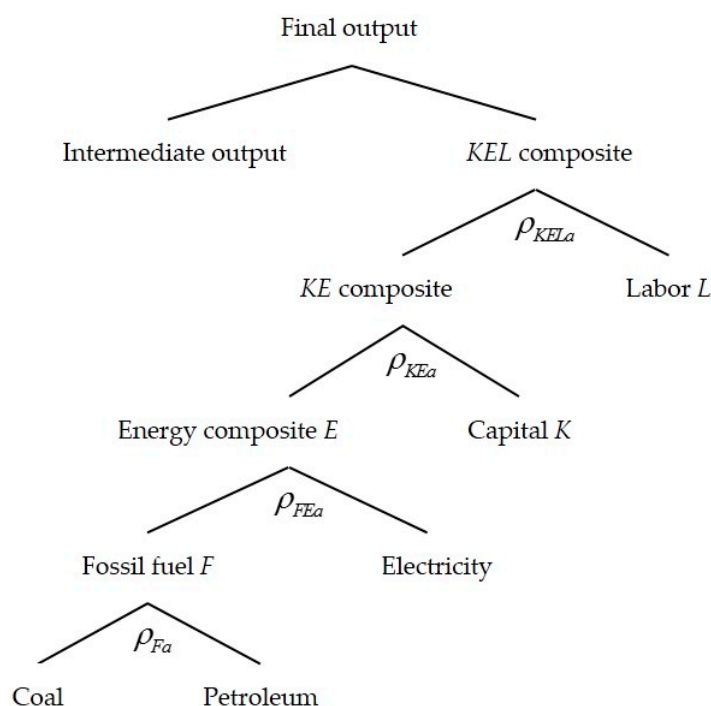 Final output
Intermediate output
KEL composite
ρKELa
KE composite
Labor L
ρKEa
Energy composite E
Capital K
ρFEa
Fossil fuel F
Electricity
ρFa
Coal
Petroleum